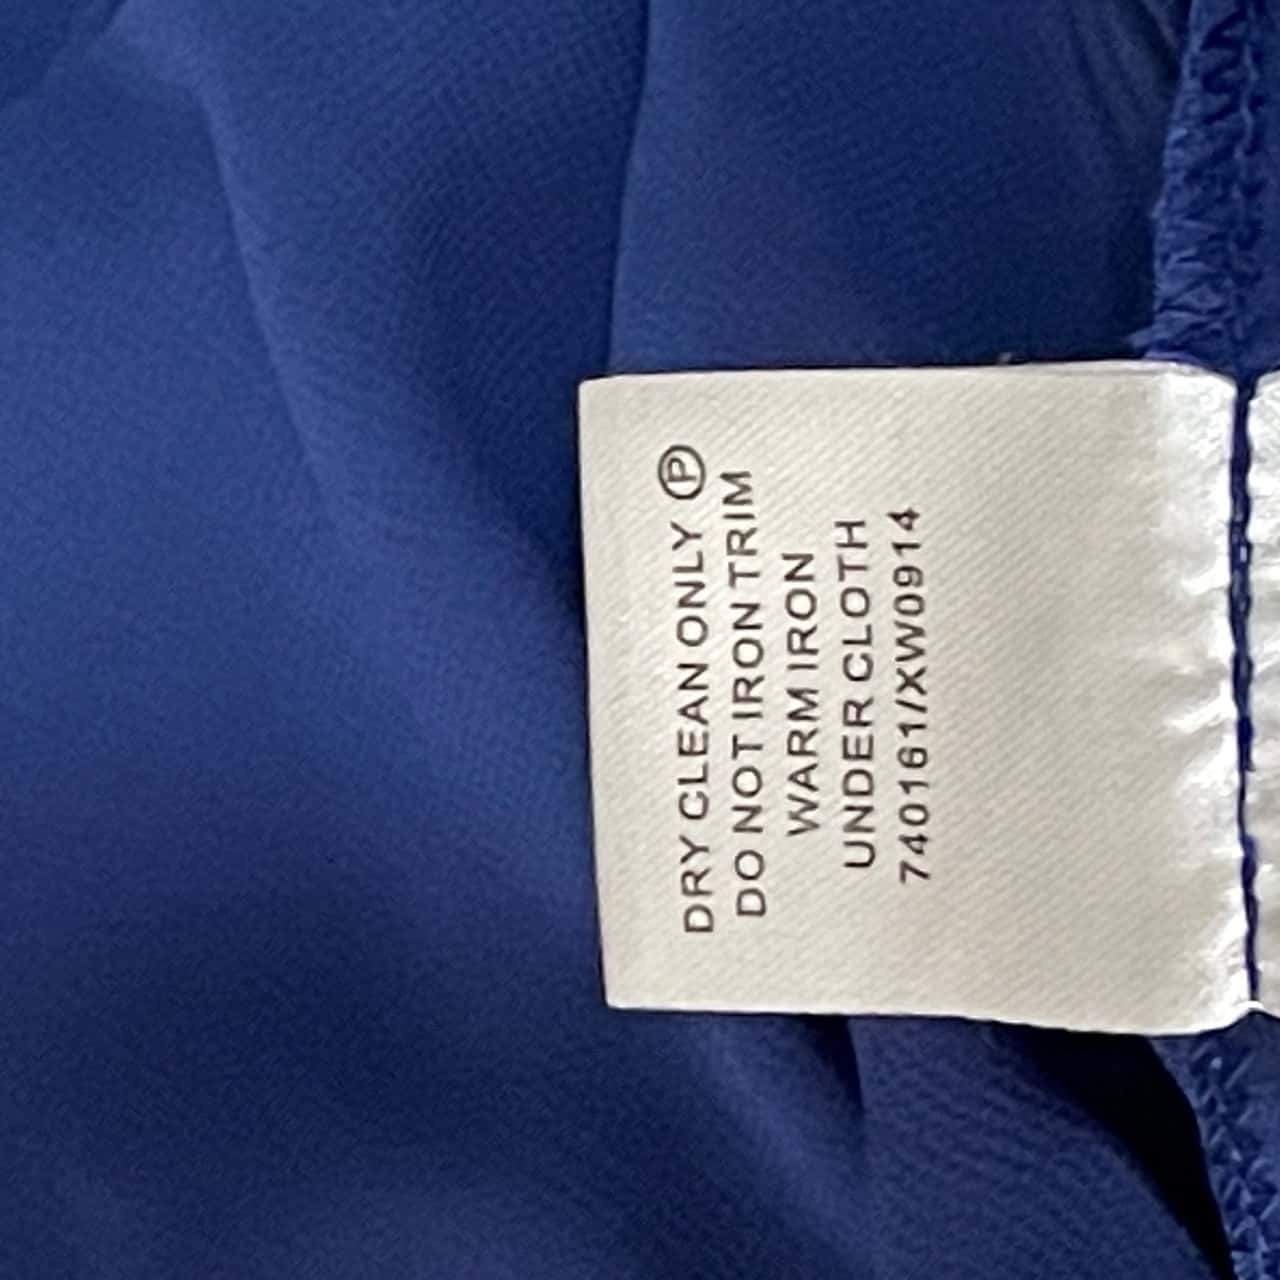 DRY CLEAN ONLY Ⓟ
DO NOT IRON TRIM
WARM IRON
UNDER CLOTH
740161/XW0914